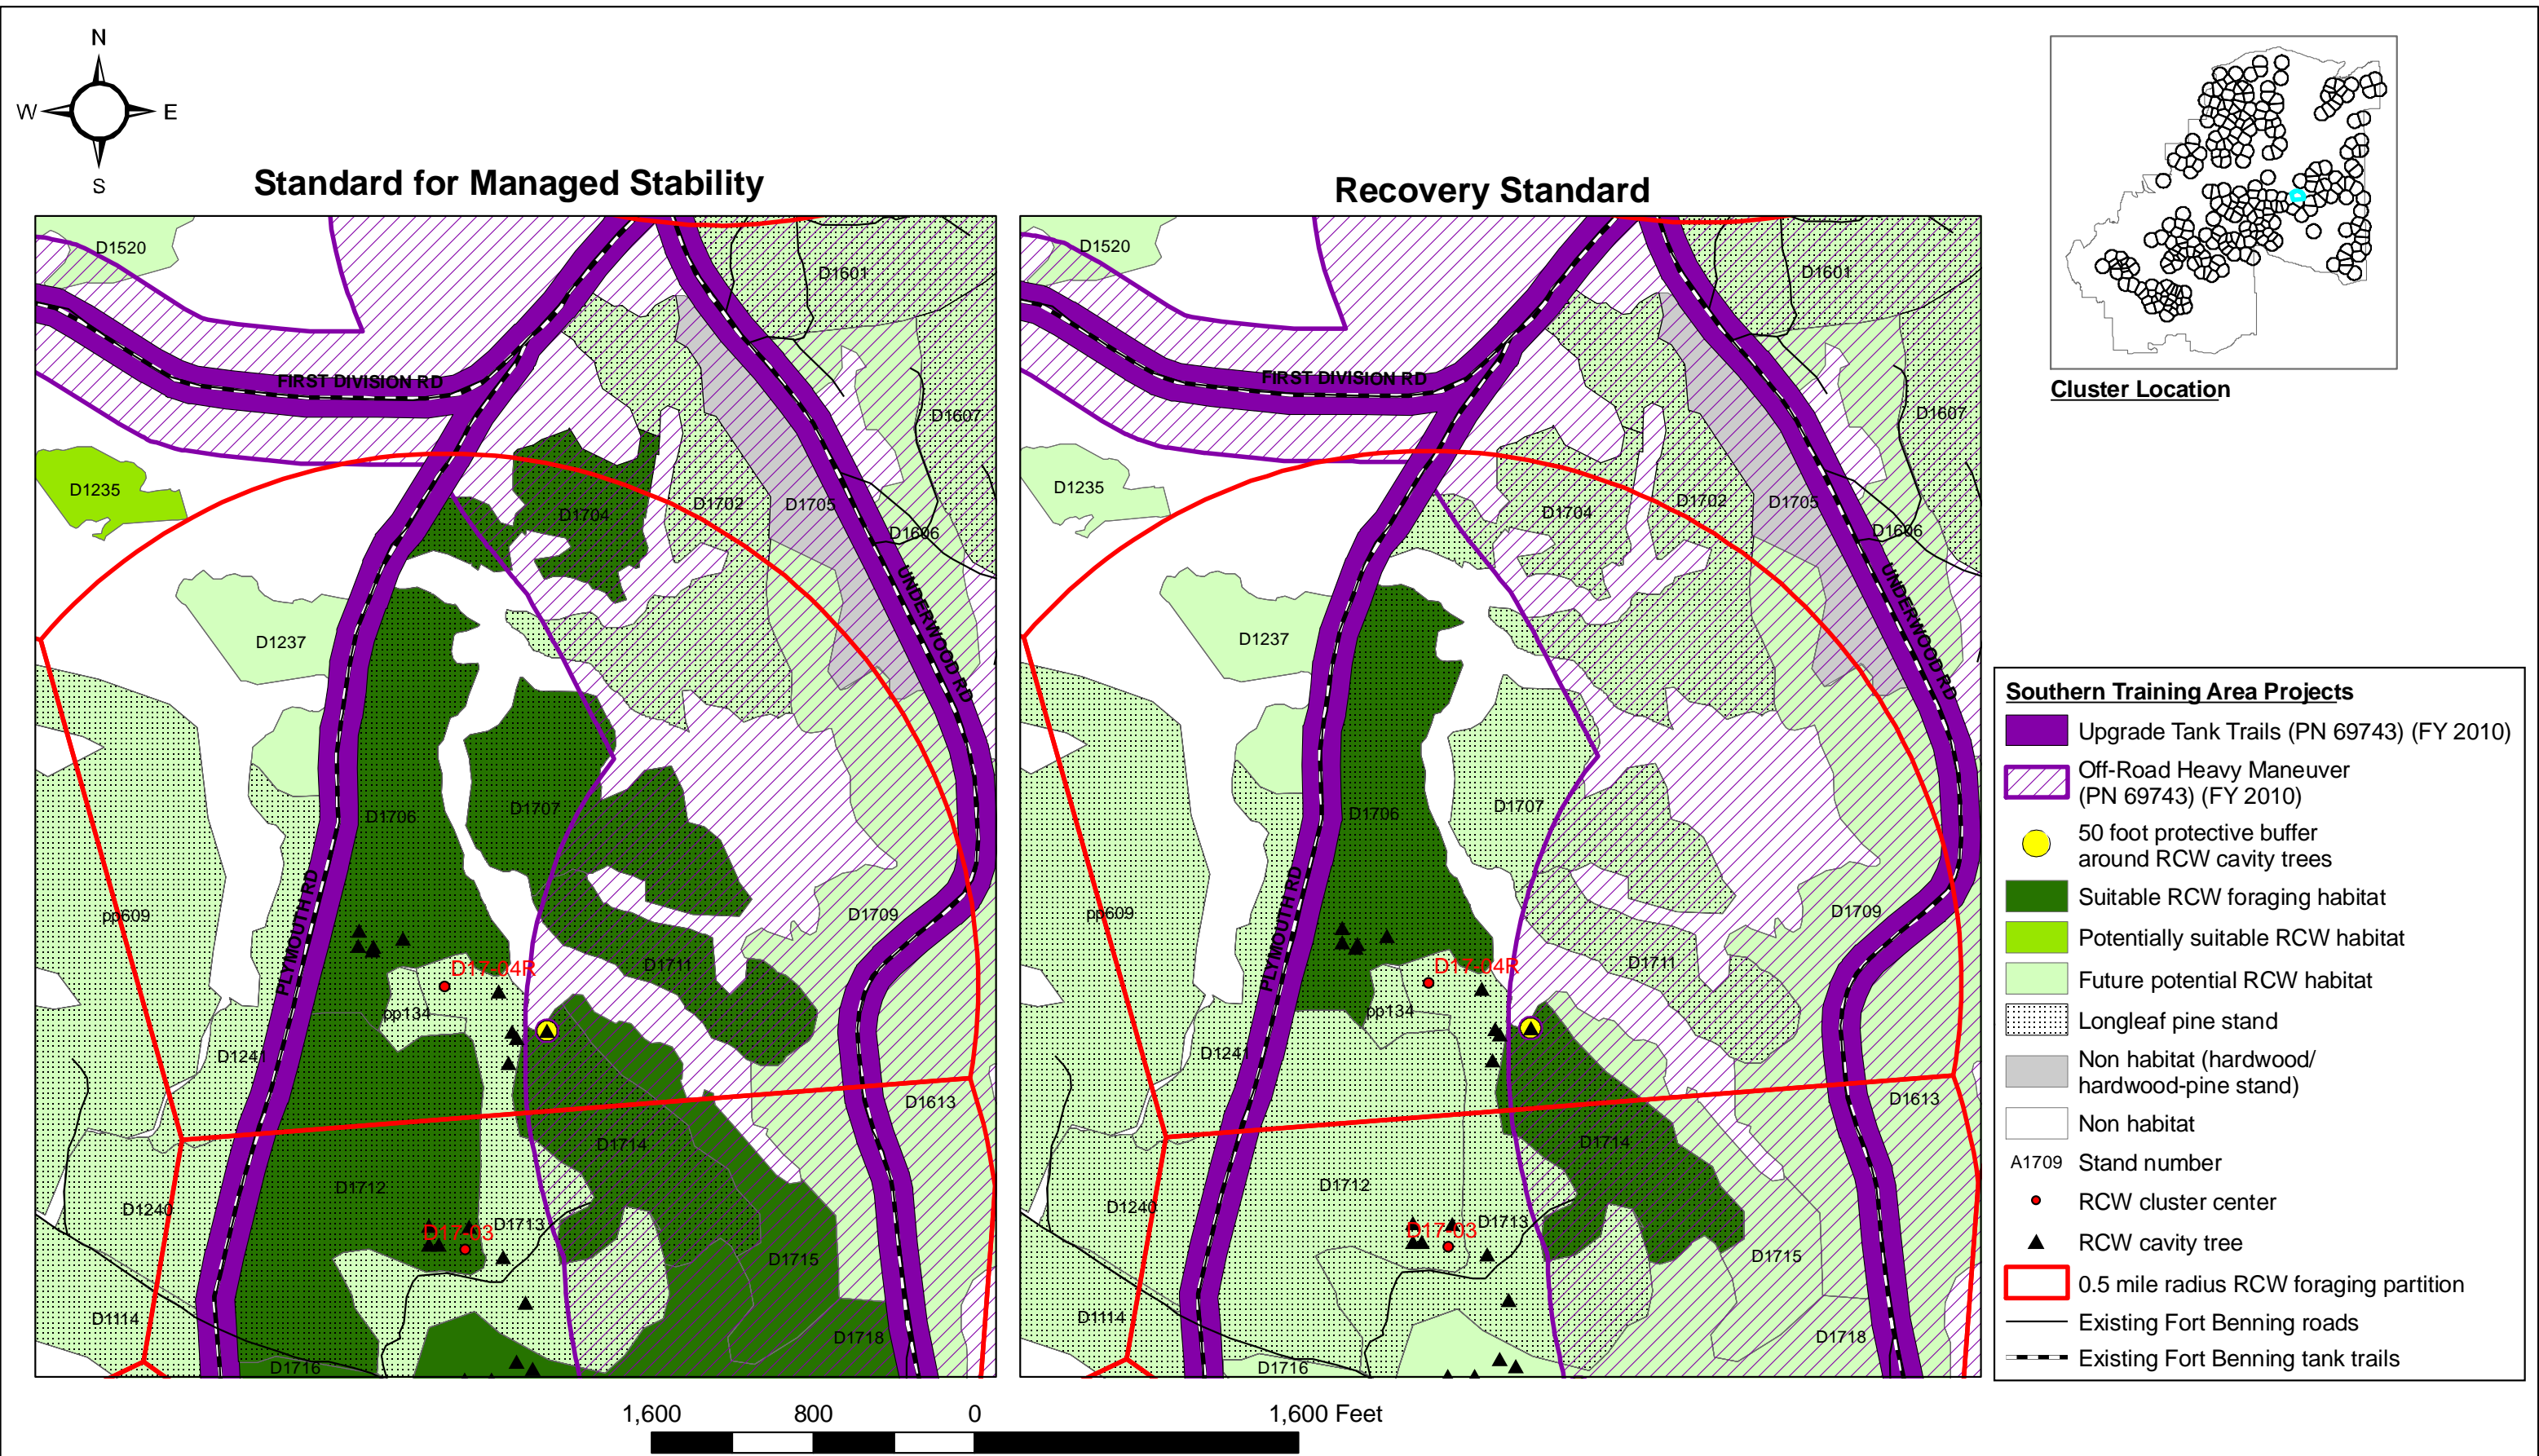 N
W
E
S
Standard for Managed Stability
Recovery Standard
Cluster Location
D1520
D1601
FIRST DIVISION RD
D1607
D1235
D1704
D1702
D1705
D1606
UNDERWOOD RD
D1237
D1706
D1707
PLYMOUTH RD
pp609
D1709
D1711
D17-04R
pp134
D1241
D1613
D1714
D1712
D1240
D17-03
D1713
D1715
D1114
D1716
D1718
D1520
D1601
FIRST DIVISION RD
D1607
D1235
D1704
D1702
D1705
D1606
UNDERWOOD RD
D1237
D1706
D1707
PLYMOUTH RD
pp609
D1709
D1711
D17-04R
pp134
D1241
D1613
D1714
D1712
D1240
D17-03
D1713
D1715
D1114
D1716
D1718
Southern Training Area Projects
Upgrade Tank Trails (PN 69743) (FY 2010)
Off-Road Heavy Maneuver
(PN 69743) (FY 2010)
50 foot protective buffer
around RCW cavity trees
Suitable RCW foraging habitat
Potentially suitable RCW habitat
Future potential RCW habitat
Longleaf pine stand
Non habitat (hardwood/
hardwood-pine stand)
Non habitat
A1709 Stand number
RCW cluster center
RCW cavity tree
0.5 mile radius RCW foraging partition
Existing Fort Benning roads
Existing Fort Benning tank trails
1,600 800 0 1,600 Feet